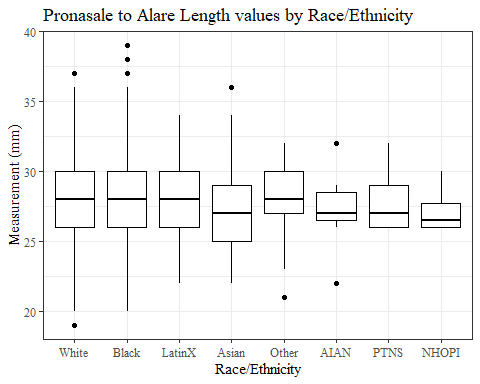 Pronasale to Alare Length values by Race/Ethnicity
40
35
30
25
20
Measurement (mm)
White Black LatinX Asian Other AIAN PTNS NHOPI
Race/Ethnicity